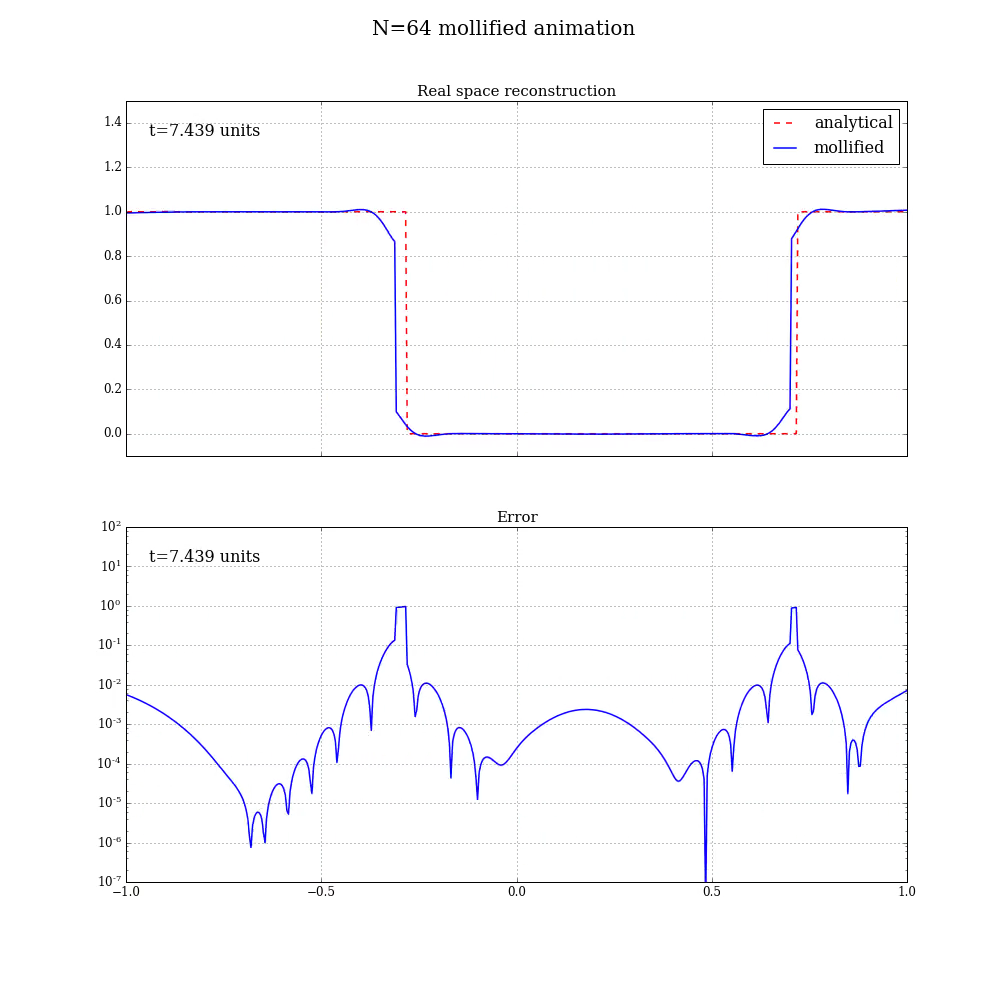 N=64 mollified animation
Real space reconstruction
t=7.439 units
analytical
mollified
1.4
1.2
1.0
0.8
0.6
0.4
0.2
0.0
Error
t=7.439 units
10²
10¹
10⁰
10⁻¹
10⁻²
10⁻³
10⁻⁴
10⁻⁵
10⁻⁶
10⁻⁷
−1.0 −0.5 0.0 0.5 1.0